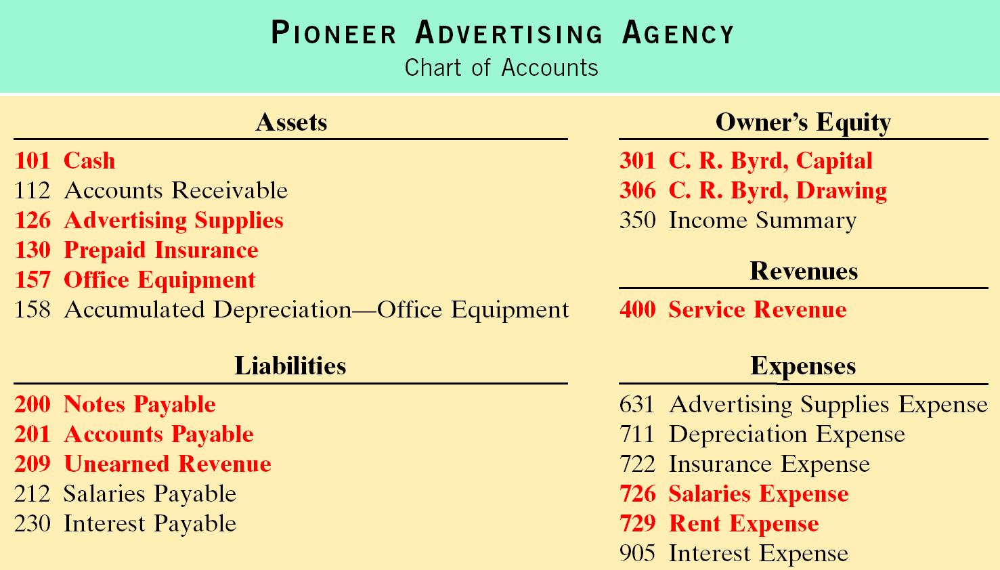 PIONEER ADVERTISING AGENCY
Chart of Accounts
Assets
101 Cash
112 Accounts Receivable
126 Advertising Supplies
130 Prepaid Insurance
157 Office Equipment
158 Accumulated Depreciation—Office Equipment
Liabilities
200 Notes Payable
201 Accounts Payable
209 Unearned Revenue
212 Salaries Payable
230 Interest Payable
Owner’s Equity
301 C. R. Byrd, Capital
306 C. R. Byrd, Drawing
350 Income Summary
Revenues
400 Service Revenue
Expenses
631 Advertising Supplies Expense
711 Depreciation Expense
722 Insurance Expense
726 Salaries Expense
729 Rent Expense
905 Interest Expense